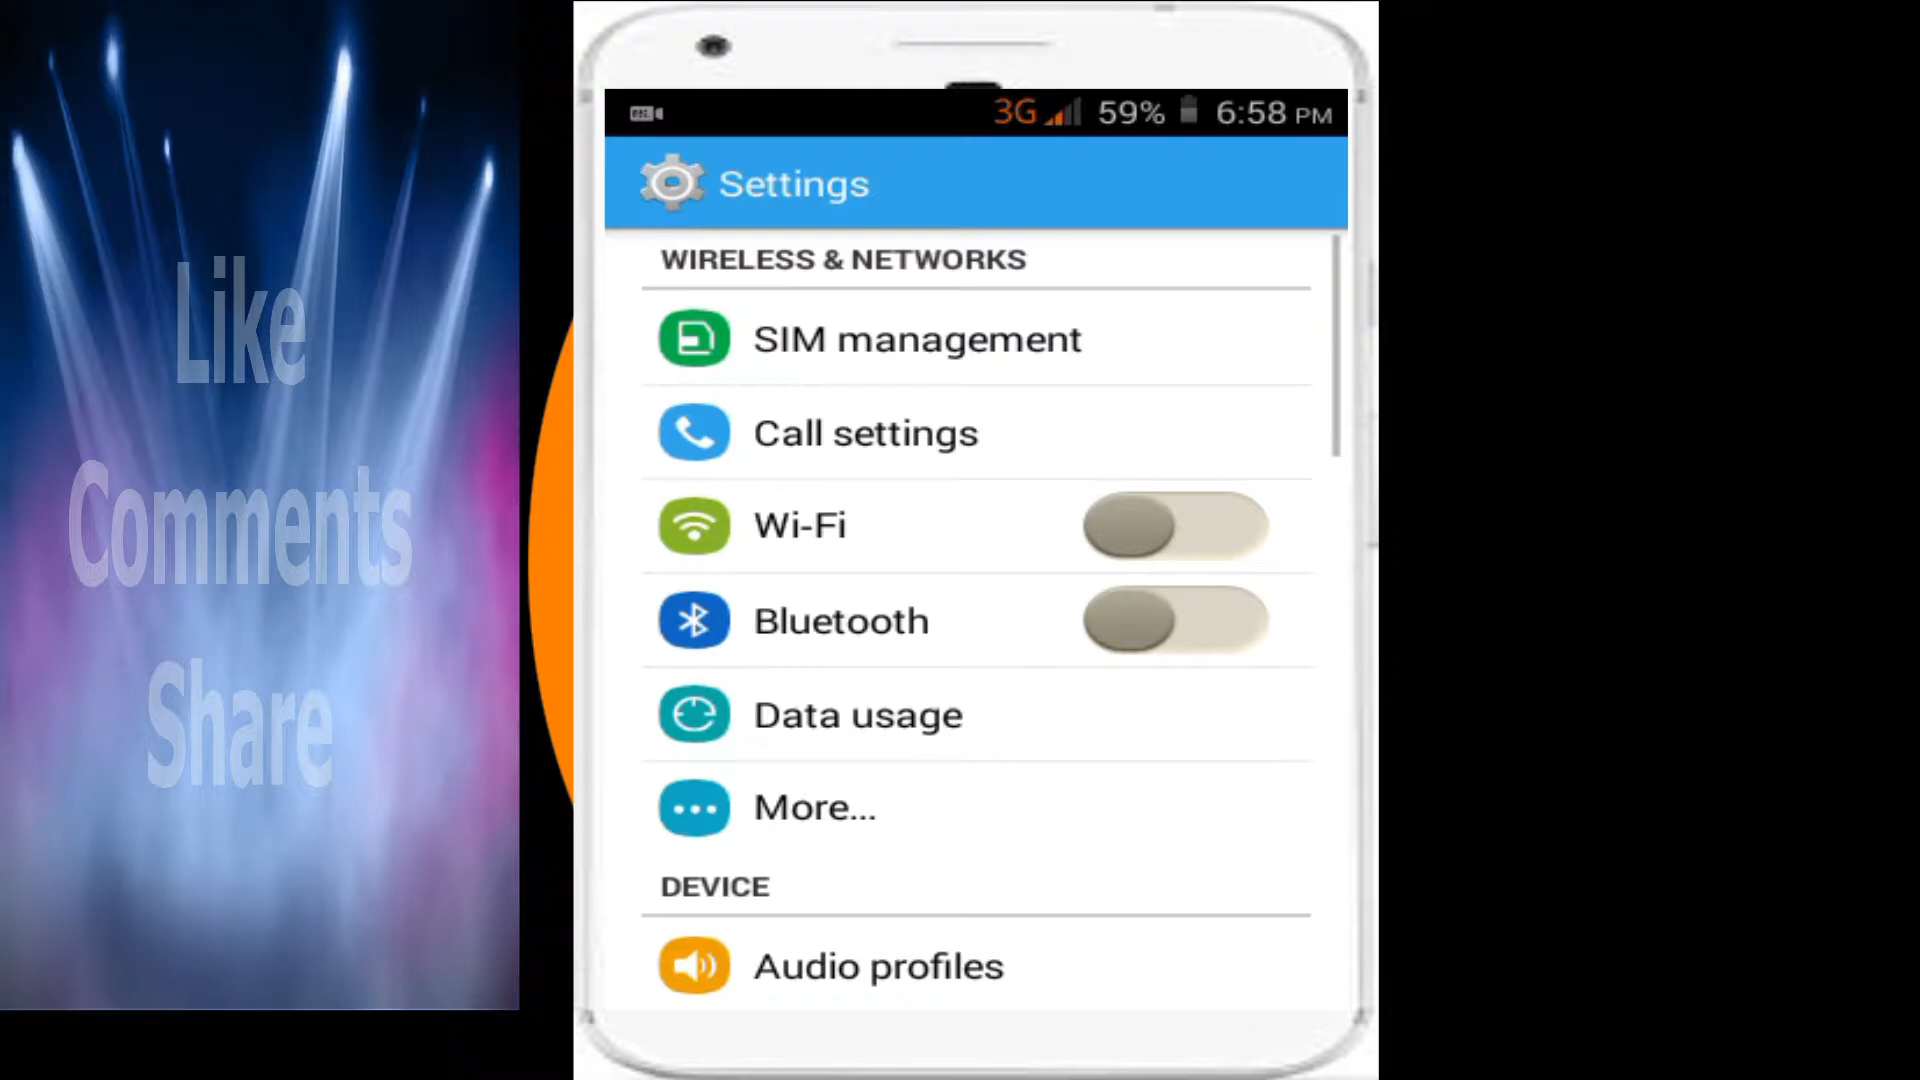 Like
Comments
Share
3G 59% 6:58 PM
Settings
WIRELESS & NETWORKS
SIM management
Call settings
Wi-Fi
Bluetooth
Data usage
More...
DEVICE
Audio profiles